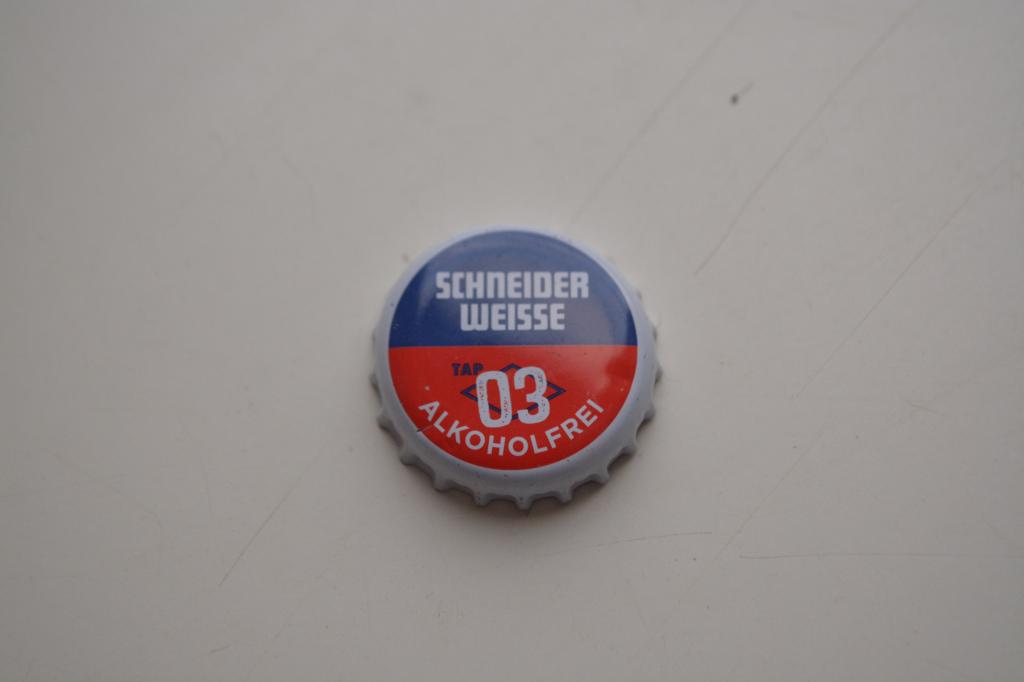 SCHNEIDER
WEISSE
TAP
03
ALKOHOLFREI